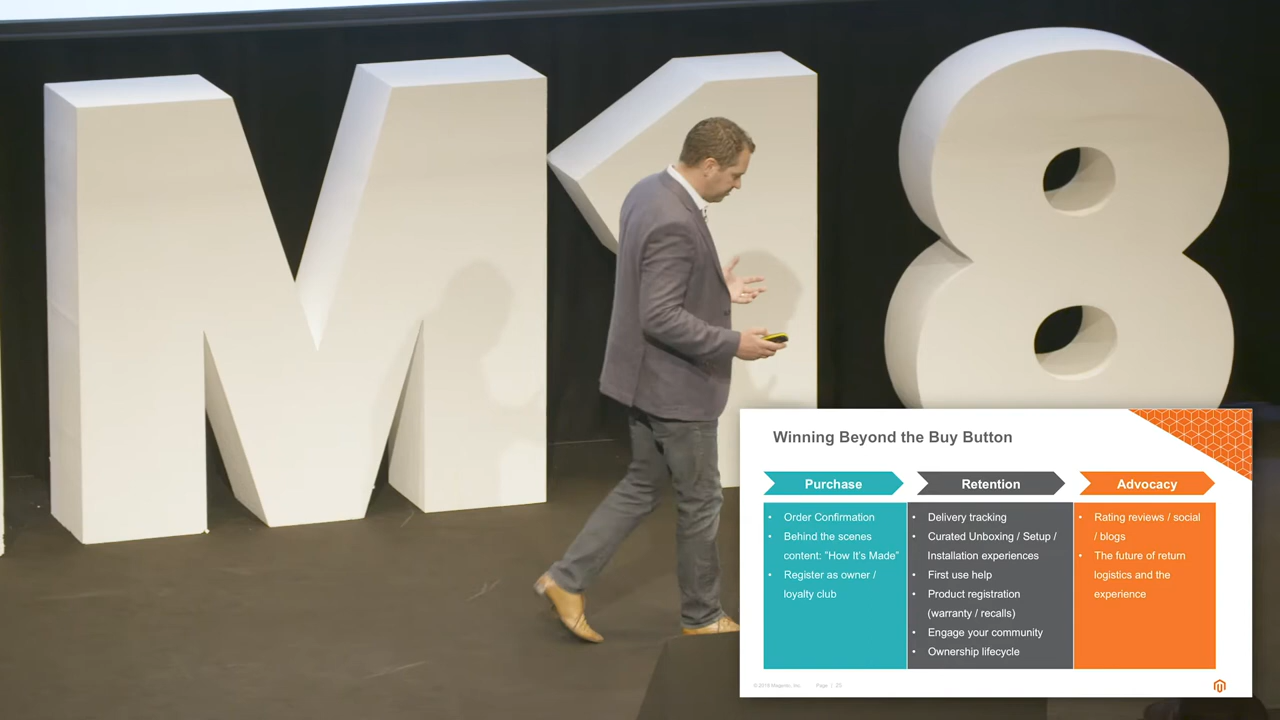 M18
Winning Beyond the Buy Button
Purchase
• Order Confirmation
• Behind the scenes
content: "How It's Made"
• Register as owner /
loyalty club
Retention
• Delivery tracking
• Curated Unboxing / Setup /
Installation experiences
• First use help
• Product registration
(warranty / recalls)
• Engage your community
• Ownership lifecycle
Advocacy
• Rating reviews / social
/ blogs
• The future of return
logistics and the
experience
Page | 25